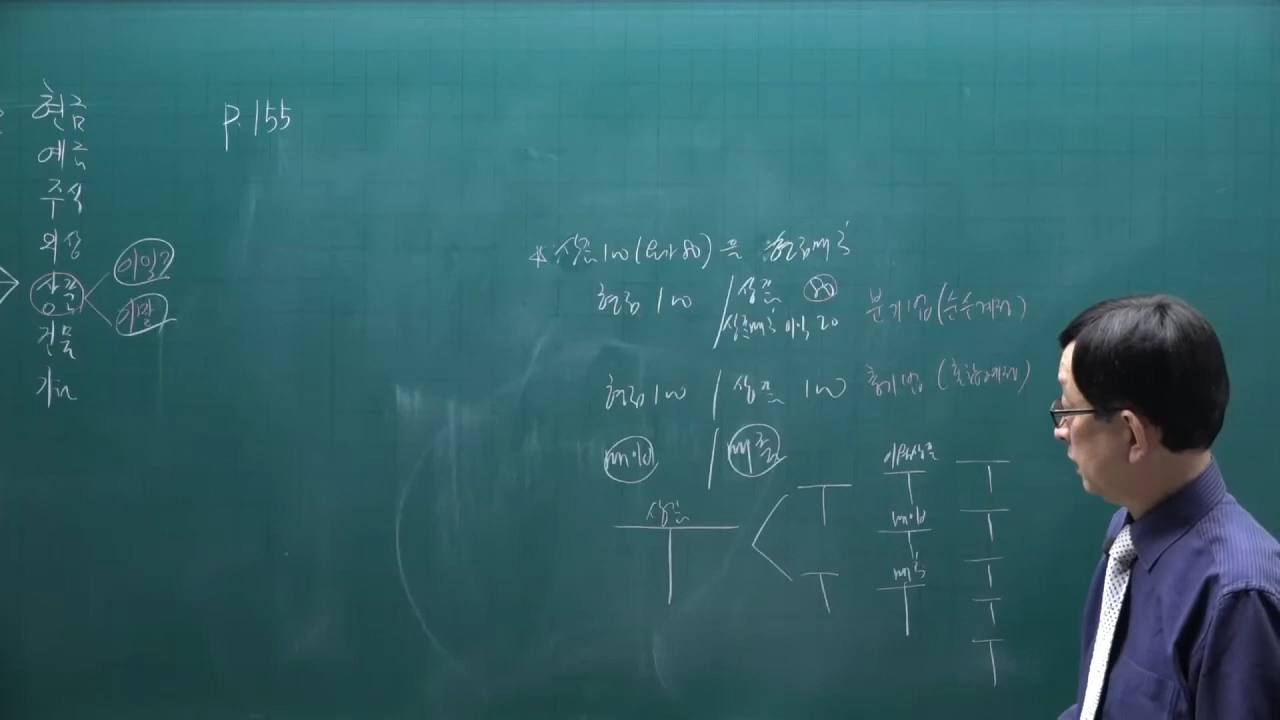 현금
예금
주식
외상
상품
건물
이익?
이말
P.155
* 상품 100(원가 80)을 현금매출
현금 100 / 상품 80
/ 상품매출이익 20
분기법(순수계정)
현금 100 / 상품 100
총기법(혼합계정)
매입 / 매출
상품
이월상품
매입
매출